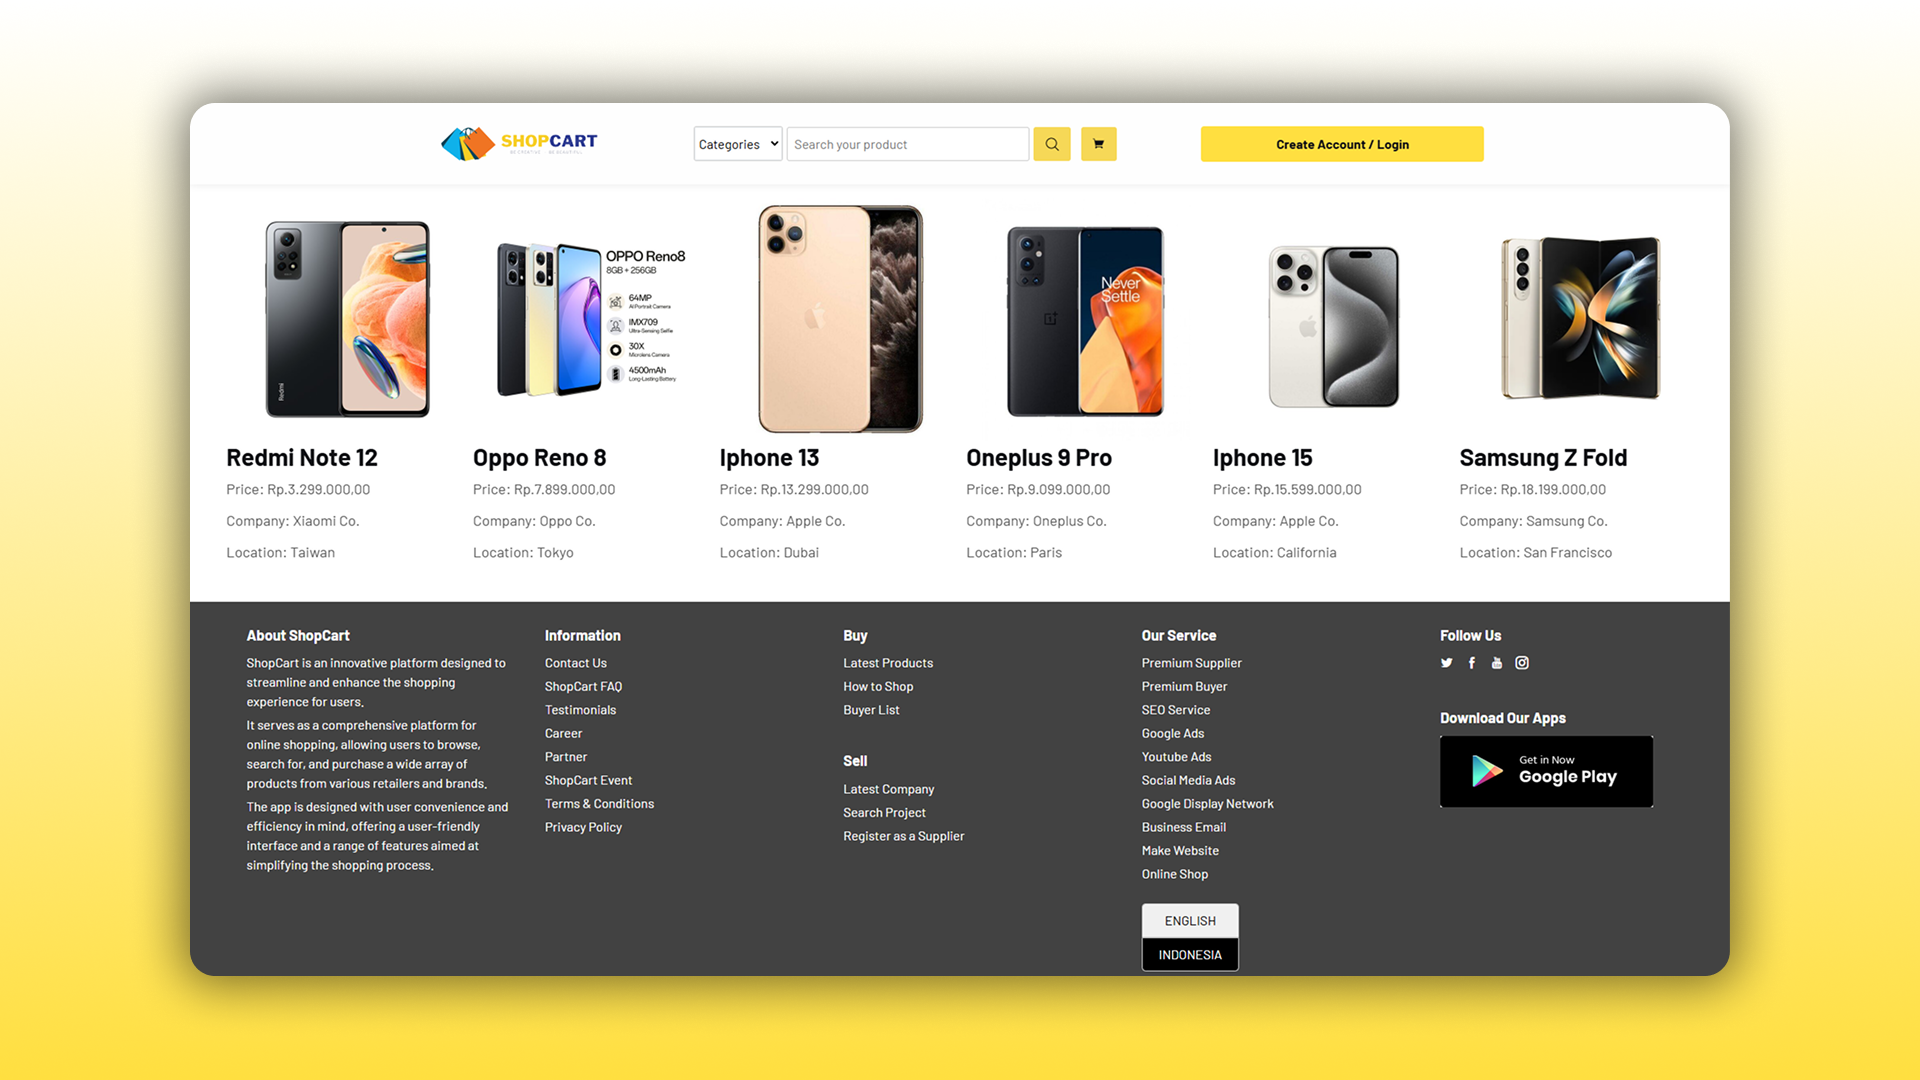 SHOPCART
Categories
Search your product
Create Account / Login
Redmi
OPPO Reno8
8GB + 256GB
64MP
AI Portrait Camera
IMX709
Ultra-Sensing Selfie
30X
Microlens Camera
4500mAh
Long-Lasting Battery
Never
Settle
Redmi Note 12
Price: Rp.3.299.000,00
Company: Xiaomi Co.
Location: Taiwan
Oppo Reno 8
Price: Rp.7.899.000,00
Company: Oppo Co.
Location: Tokyo
Iphone 13
Price: Rp.13.299.000,00
Company: Apple Co.
Location: Dubai
Oneplus 9 Pro
Price: Rp.9.099.000,00
Company: Oneplus Co.
Location: Paris
Iphone 15
Price: Rp.15.599.000,00
Company: Apple Co.
Location: California
Samsung Z Fold
Price: Rp.18.199.000,00
Company: Samsung Co.
Location: San Francisco
About ShopCart
ShopCart is an innovative platform designed to
streamline and enhance the shopping
experience for users.
It serves as a comprehensive platform for
online shopping, allowing users to browse,
search for, and purchase a wide array of
products from various retailers and brands.
The app is designed with user convenience and
efficiency in mind, offering a user-friendly
interface and a range of features aimed at
simplifying the shopping process.
Information
Contact Us
ShopCart FAQ
Testimonials
Career
Partner
ShopCart Event
Terms & Conditions
Privacy Policy
Buy
Latest Products
How to Shop
Buyer List
Sell
Latest Company
Search Project
Register as a Supplier
Our Service
Premium Supplier
Premium Buyer
SEO Service
Google Ads
Youtube Ads
Social Media Ads
Google Display Network
Business Email
Make Website
Online Shop
ENGLISH
INDONESIA
Follow Us
Download Our Apps
Get in Now
Google Play